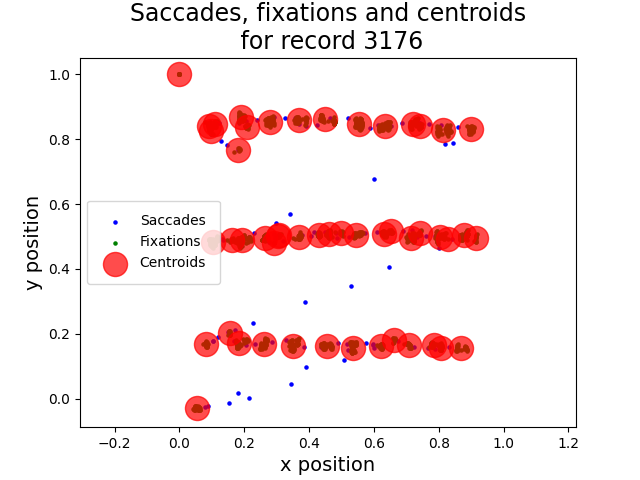 Saccades, fixations and centroids
for record 3176
y position
1.0
0.8
0.6
0.4
0.2
0.0
Saccades
Fixations
Centroids
−0.2 0.0 0.2 0.4 0.6 0.8 1.0 1.2
x position